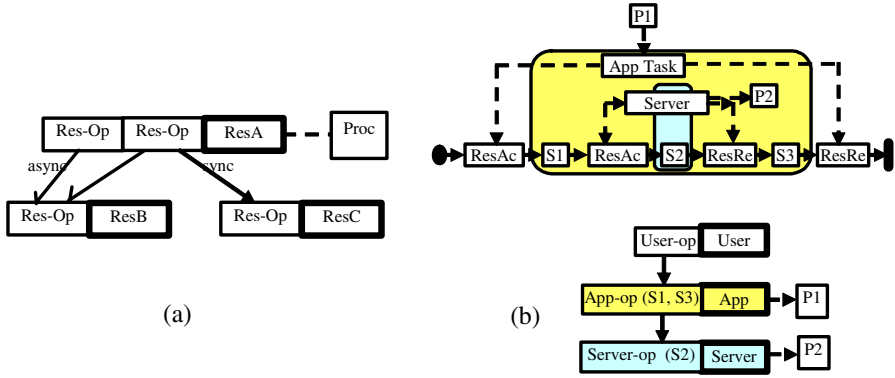 Res-Op Res-Op ResA Proc
async sync
Res-Op ResB Res-Op ResC
(a)
P1
App Task
Server P2
ResAc S1 ResAc S2 ResRe S3 ResRe
User-op User
App-op (S1, S3) App P1
(b)
Server-op (S2) Server P2